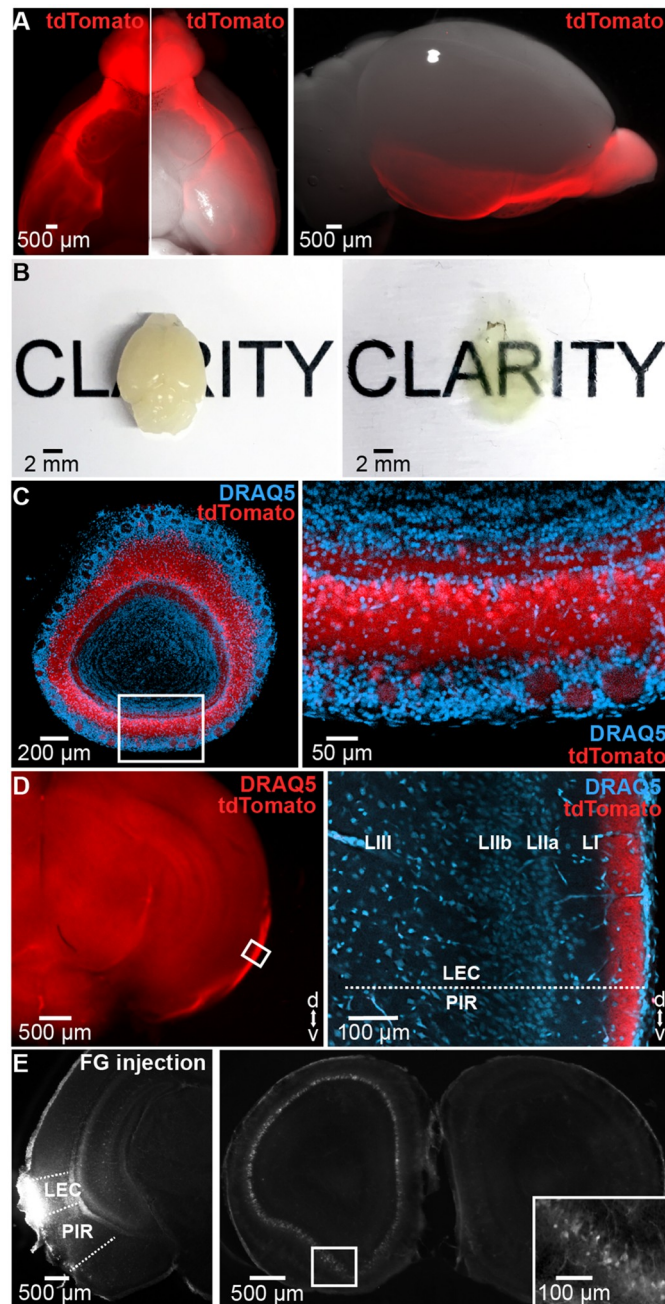 A
tdTomato
tdTomato
tdTomato
500 µm
500 µm
B
CLARITY
CLARITY
2 mm
2 mm
C
DRAQ5
tdTomato
200 µm
50 µm
DRAQ5
tdTomato
D
DRAQ5
tdTomato
500 µm
DRAQ5
tdTomato
LIII
LIIb
LIIa
LI
LEC
PIR
100 µm
d
v
E
FG injection
LEC
PIR
500 µm
500 µm
100 µm